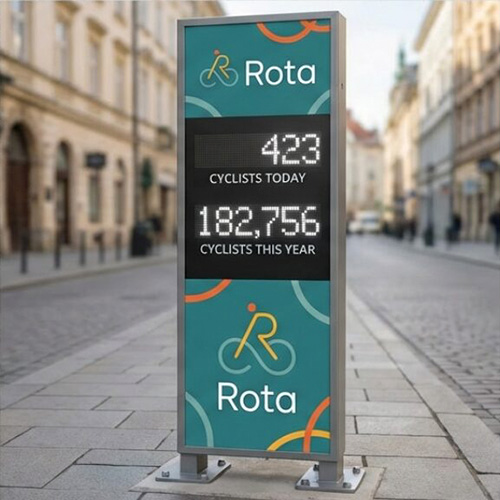 Rota
423
CYCLISTS TODAY
182,756
CYCLISTS THIS YEAR
Rota